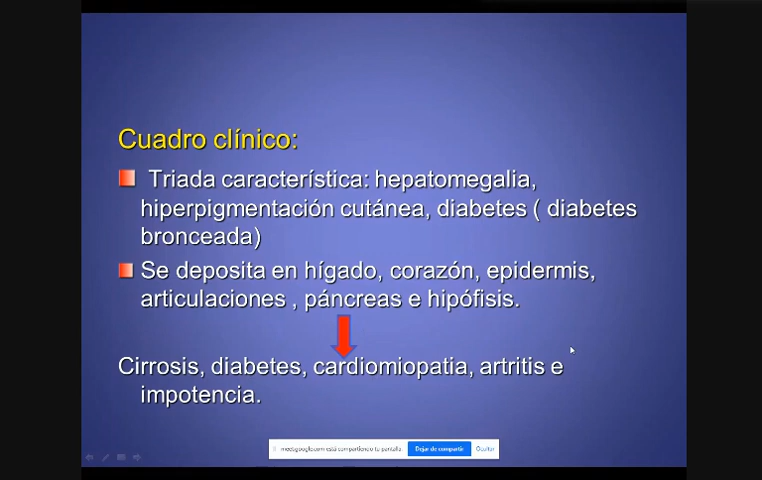 Cuadro clínico:
Triada característica: hepatomegalia,
hiperpigmentación cutánea, diabetes ( diabetes
bronceada)
Se deposita en hígado, corazón, epidermis,
articulaciones , páncreas e hipófisis.
Cirrosis, diabetes, cardiomiopatia, artritis e
impotencia.
meet.google.com está compartiendo tu pantalla. Dejar de compartir Ocultar